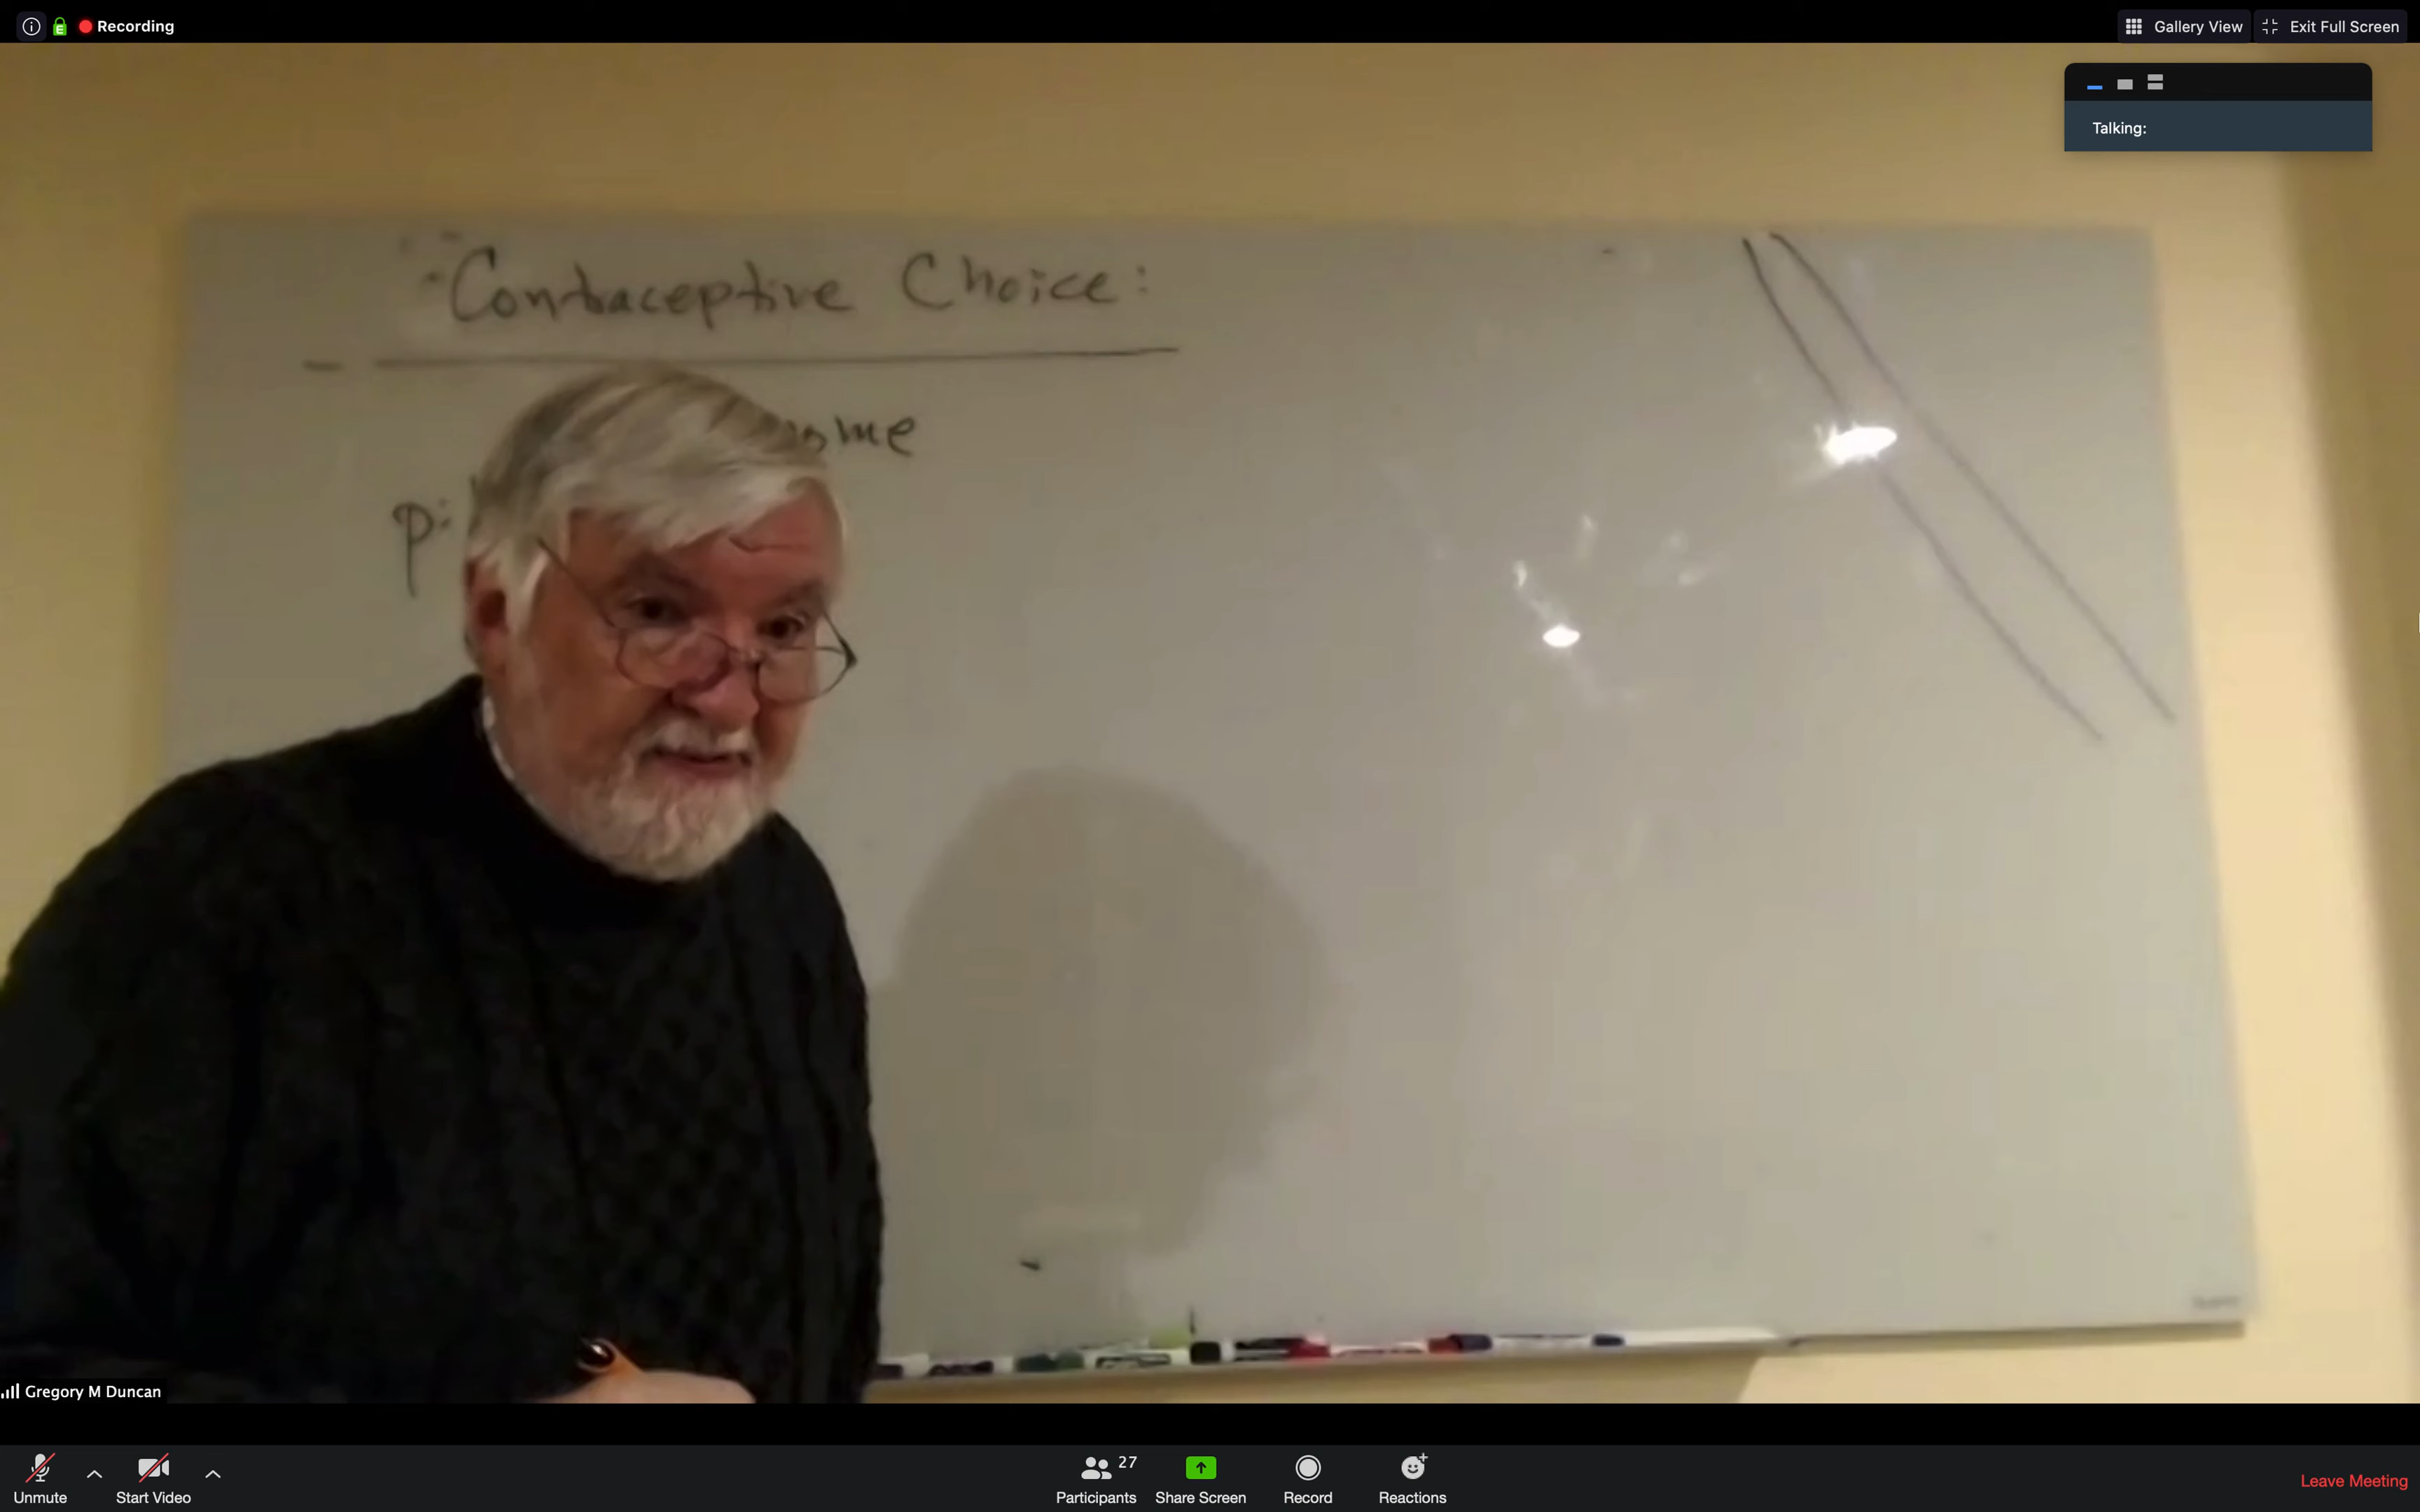 Recording
Gallery View
Exit Full Screen
Talking:
Contraceptive Choice:
p:
Gregory M Duncan
Unmute
Start Video
27
Participants
Share Screen
Record
Reactions
Leave Meeting